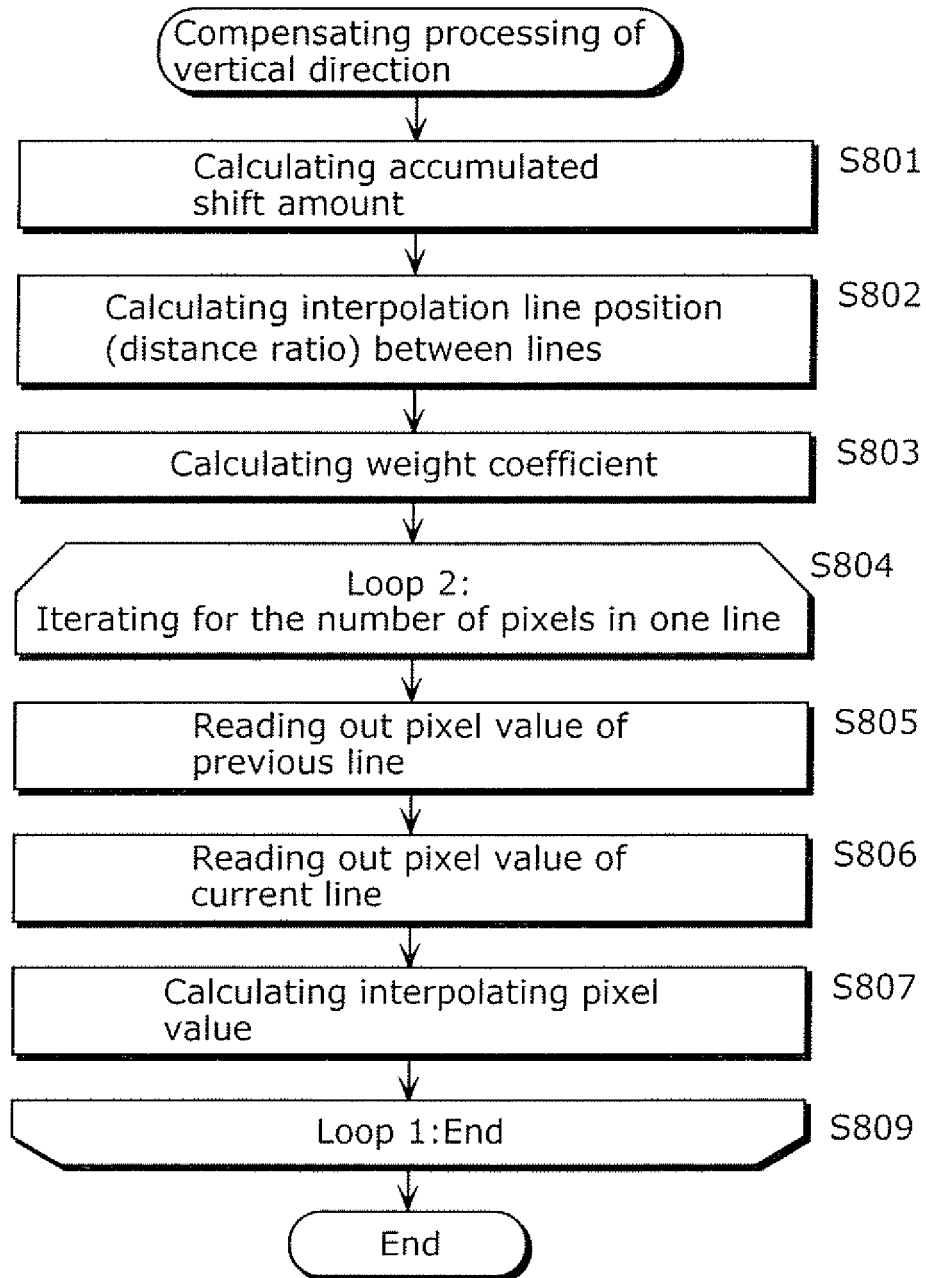 Compensating processing of
vertical direction
Calculating accumulated
shift amount
S801
Calculating interpolation line position
(distance ratio) between lines
S802
Calculating weight coefficient
S803
Loop 2:
Iterating for the number of pixels in one line
S804
Reading out pixel value of
previous line
S805
Reading out pixel value of
current line
S806
Calculating interpolating pixel
value
S807
Loop 1:End
S809
End